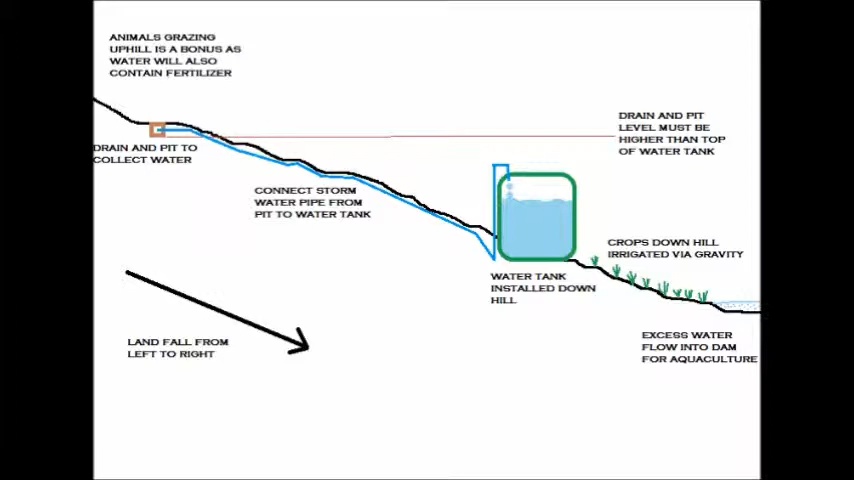 ANIMALS GRAZING
UPHILL IS A BONUS AS
WATER WILL ALSO
CONTAIN FERTILIZER
DRAIN AND PIT
LEVEL MUST BE
HIGHER THAN TOP
OF WATER TANK
DRAIN AND PIT TO
COLLECT WATER
CONNECT STORM
WATER PIPE FROM
PIT TO WATER TANK
CROPS DOWN HILL
IRRIGATED VIA GRAVITY
WATER TANK
INSTALLED DOWN
HILL
LAND FALL FROM
LEFT TO RIGHT
EXCESS WATER
FLOW INTO DAM
FOR AQUACULTURE